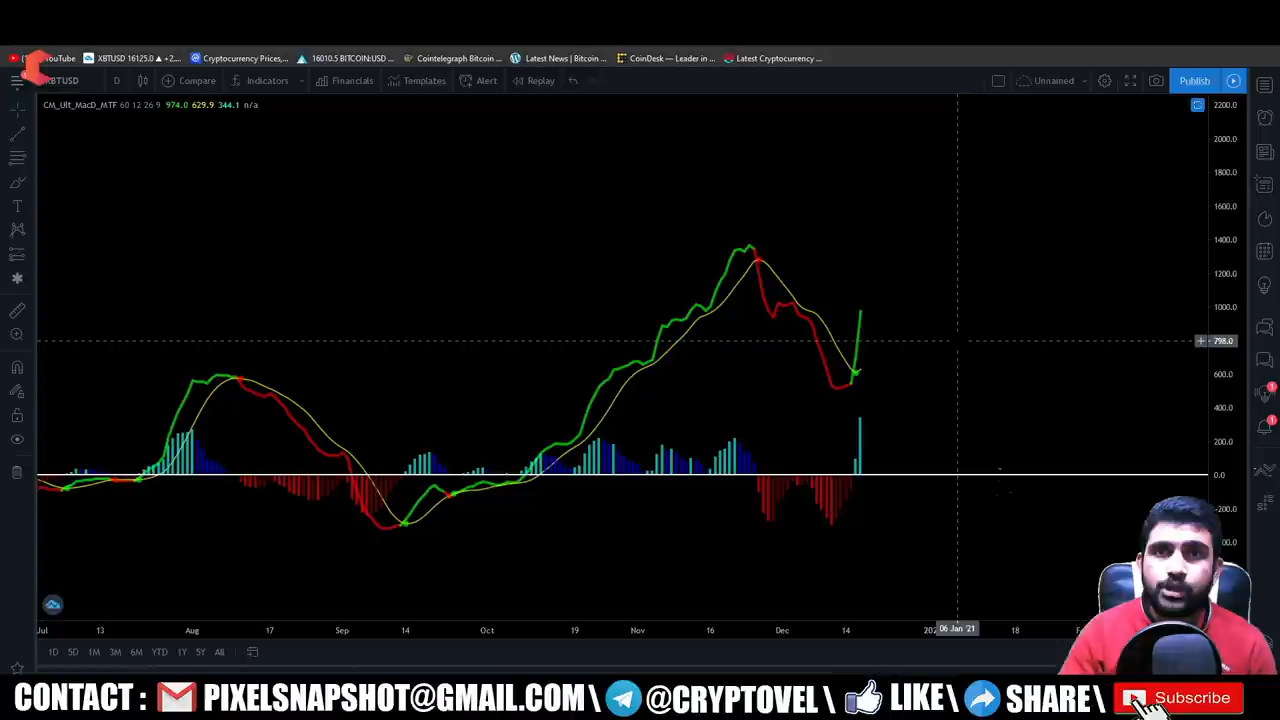 YouTube XBTUSD 16125.0 ▲ +2... Cryptocurrency Prices,... 16010.5 BITCOIN:USD ... Cointelegraph Bitcoin ... Latest News | Bitcoin ... CoinDesk — Leader in ... Latest Cryptocurrency ...
XBTUSD D Compare Indicators Financials Templates Alert Replay Unnamed Publish
CM_Ult_MacD_MTF 60 12 26 9 974.0 629.9 344.1 n/a
2200.0
2000.0
1800.0
1600.0
1400.0
1200.0
1000.0
798.0
600.0
400.0
200.0
0.0
-200.0
Jul 13 Aug 17 Sep 14 Oct 19 Nov 16 Dec 14 06 Jan '21 18
1D 5D 1M 3M 6M YTD 1Y 5Y All
CONTACT : PIXELSNAPSHOT@GMAIL.COM \ @CRYPTOVEL \ LIKE\ SHARE\ Subscribe